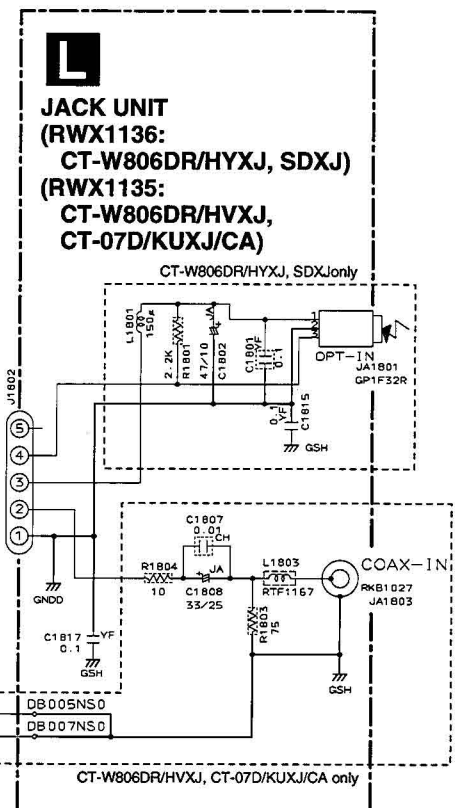 L
JACK UNIT
(RWX1136:
CT-W806DR/HYXJ, SDXJ)
(RWX1135:
CT-W806DR/HVXJ,
CT-07D/KUXJ/CA)
CT-W806DR/HYXJ, SDXJonly
L1801
150μ
2.2K
R1801
JA
+
47/10
C1802
C1801
YF
0.1
OPT-IN
JA1801
GP1F32R
0.1
YF
C1815
GSH
J1802
5
4
3
2
1
GNDD
C1807
0.01
CH
R1804
10
JA
C1808
33/25
L1803
RTF1167
COAX-IN
RKB1027
JA1803
R1803
75
C1817
0.1
YF
GSH
GSH
DB005NS0
DB007NS0
CT-W806DR/HVXJ, CT-07D/KUXJ/CA only